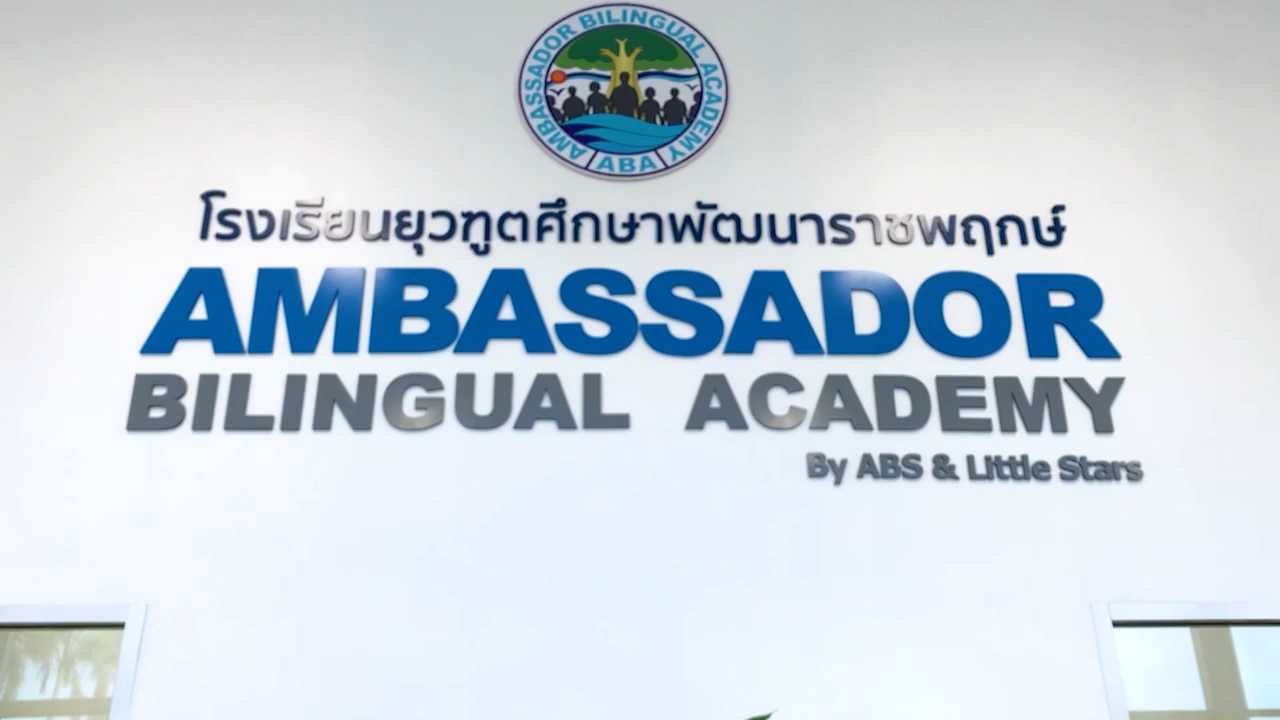 AMBASSADOR BILINGUAL ACADEMY
ABA
โรงเรียนยุวฑูตศึกษาพัฒนาราชพฤกษ์
AMBASSADOR
BILINGUAL ACADEMY
By ABS & Little Stars